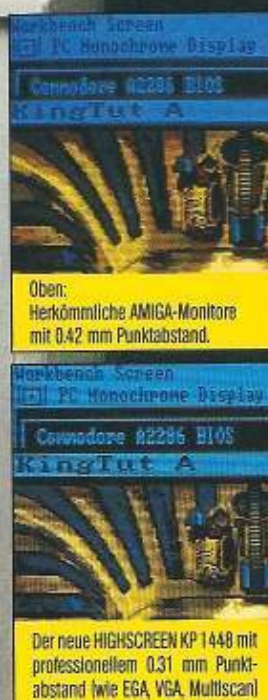 Workbench Screen
PC Monochrome Display
Commodore A2286 BIOS
KingTut A
Oben:
Herkömmliche AMIGA-Monitore
mit 0.42 mm Punktabstand.
Workbench Screen
PC Monochrome Display
Commodore A2286 BIOS
KingTut A
Der neue HIGHSCREEN KP 1448 mit
professionellem 0.31 mm Punkt-
abstand (wie EGA, VGA, Multiscan)